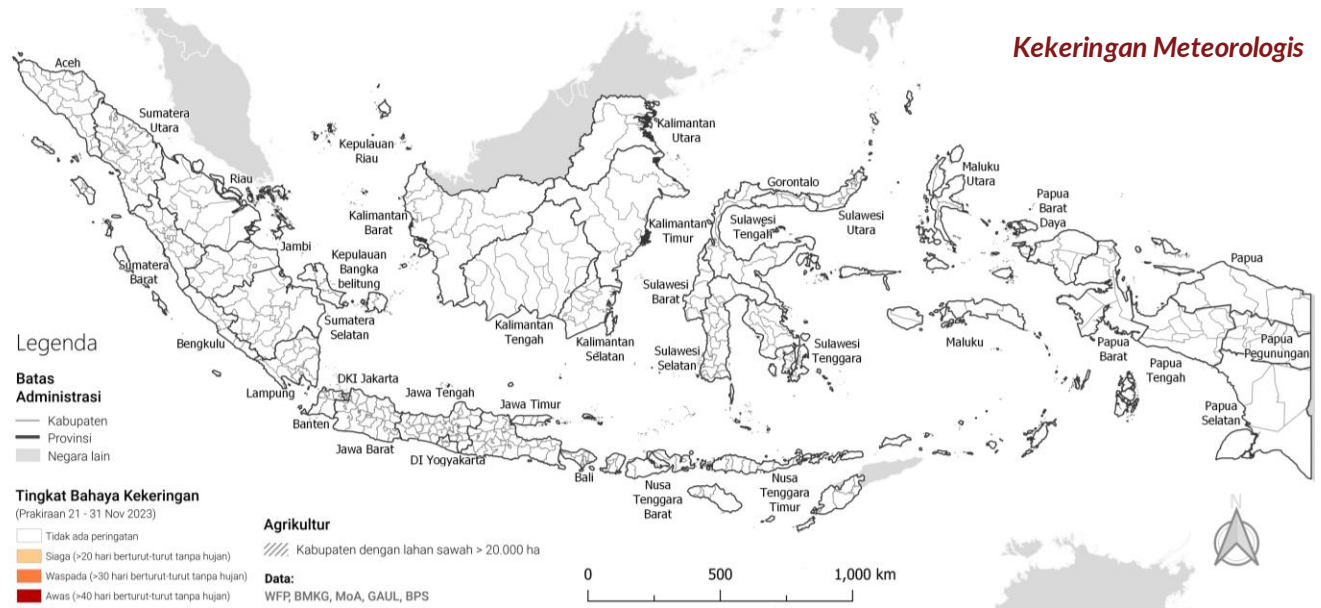 Kekeringan Meteorologis
Aceh
Sumatera
Utara
Kepulauan
Riau
Riau
Kalimantan
Utara
Gorontalo
Maluku
Utara
Papua
Barat
Daya
Kalimantan
Barat
Kalimantan
Timur
Sulawesi
Tengah
Sulawesi
Utara
Jambi
Kepulauan
Bangka
belitung
Sumatera
Barat
Papua
Sulawesi
Barat
Sumatera
Selatan
Bengkulu
Kalimantan
Tengah
Kalimantan
Selatan
Sulawesi
Selatan
Sulawesi
Tenggara
Maluku
Papua
Barat
Papua
Tengah
Papua
Pegunungan
Papua
Selatan
Lampung
DKI Jakarta
Jawa Tengah
Jawa Timur
Banten
Jawa Barat
DI Yogyakarta
Bali
Nusa
Tenggara
Barat
Nusa
Tenggara
Timur
Legenda
Batas
Administrasi
Kabupaten
Provinsi
Negara lain
Tingkat Bahaya Kekeringan
(Prakiraan 21 - 31 Nov 2023)
Tidak ada peringatan
Siaga (>20 hari berturut-turut tanpa hujan)
Waspada (>30 hari berturut-turut tanpa hujan)
Awas (>40 hari berturut-turut tanpa hujan)
Agrikultur
Kabupaten dengan lahan sawah > 20.000 ha
Data:
WFP, BMKG, MoA, GAUL, BPS
0 500 1,000 km
N